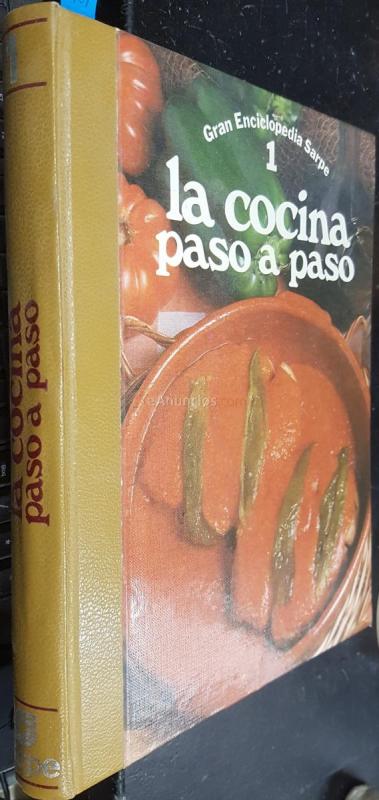 Gran Enciclopedia Sarpe
1
la cocina
paso a paso
la cocina
paso a paso